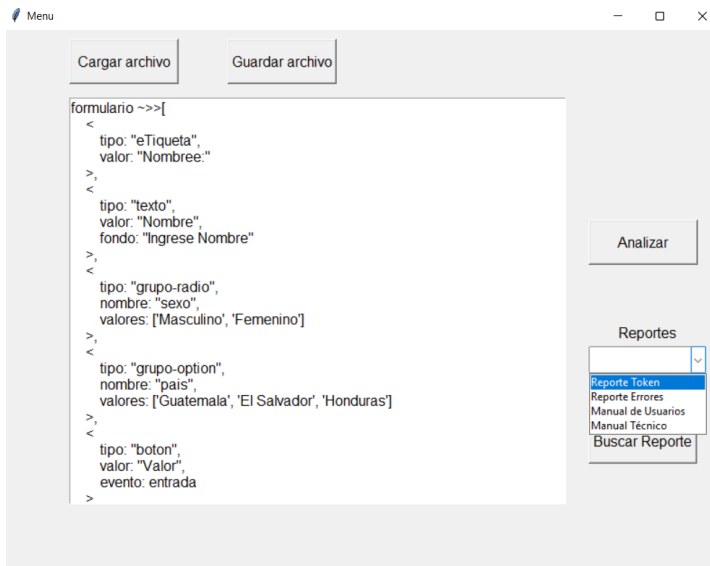 Menu
Cargar archivo
Guardar archivo
formulario ~>>[
<
tipo: "eTiqueta",
valor: "Nombree:"
>,
<
tipo: "texto",
valor: "Nombre",
fondo: "Ingrese Nombre"
>,
<
tipo: "grupo-radio",
nombre: "sexo",
valores: ['Masculino', 'Femenino']
>,
<
tipo: "grupo-option",
nombre: "pais",
valores: ['Guatemala', 'El Salvador', 'Honduras']
>,
<
tipo: "boton",
valor: "Valor",
evento: entrada
>
Analizar
Reportes
Reporte Token
Reporte Errores
Manual de Usuarios
Manual Técnico
Buscar Reporte